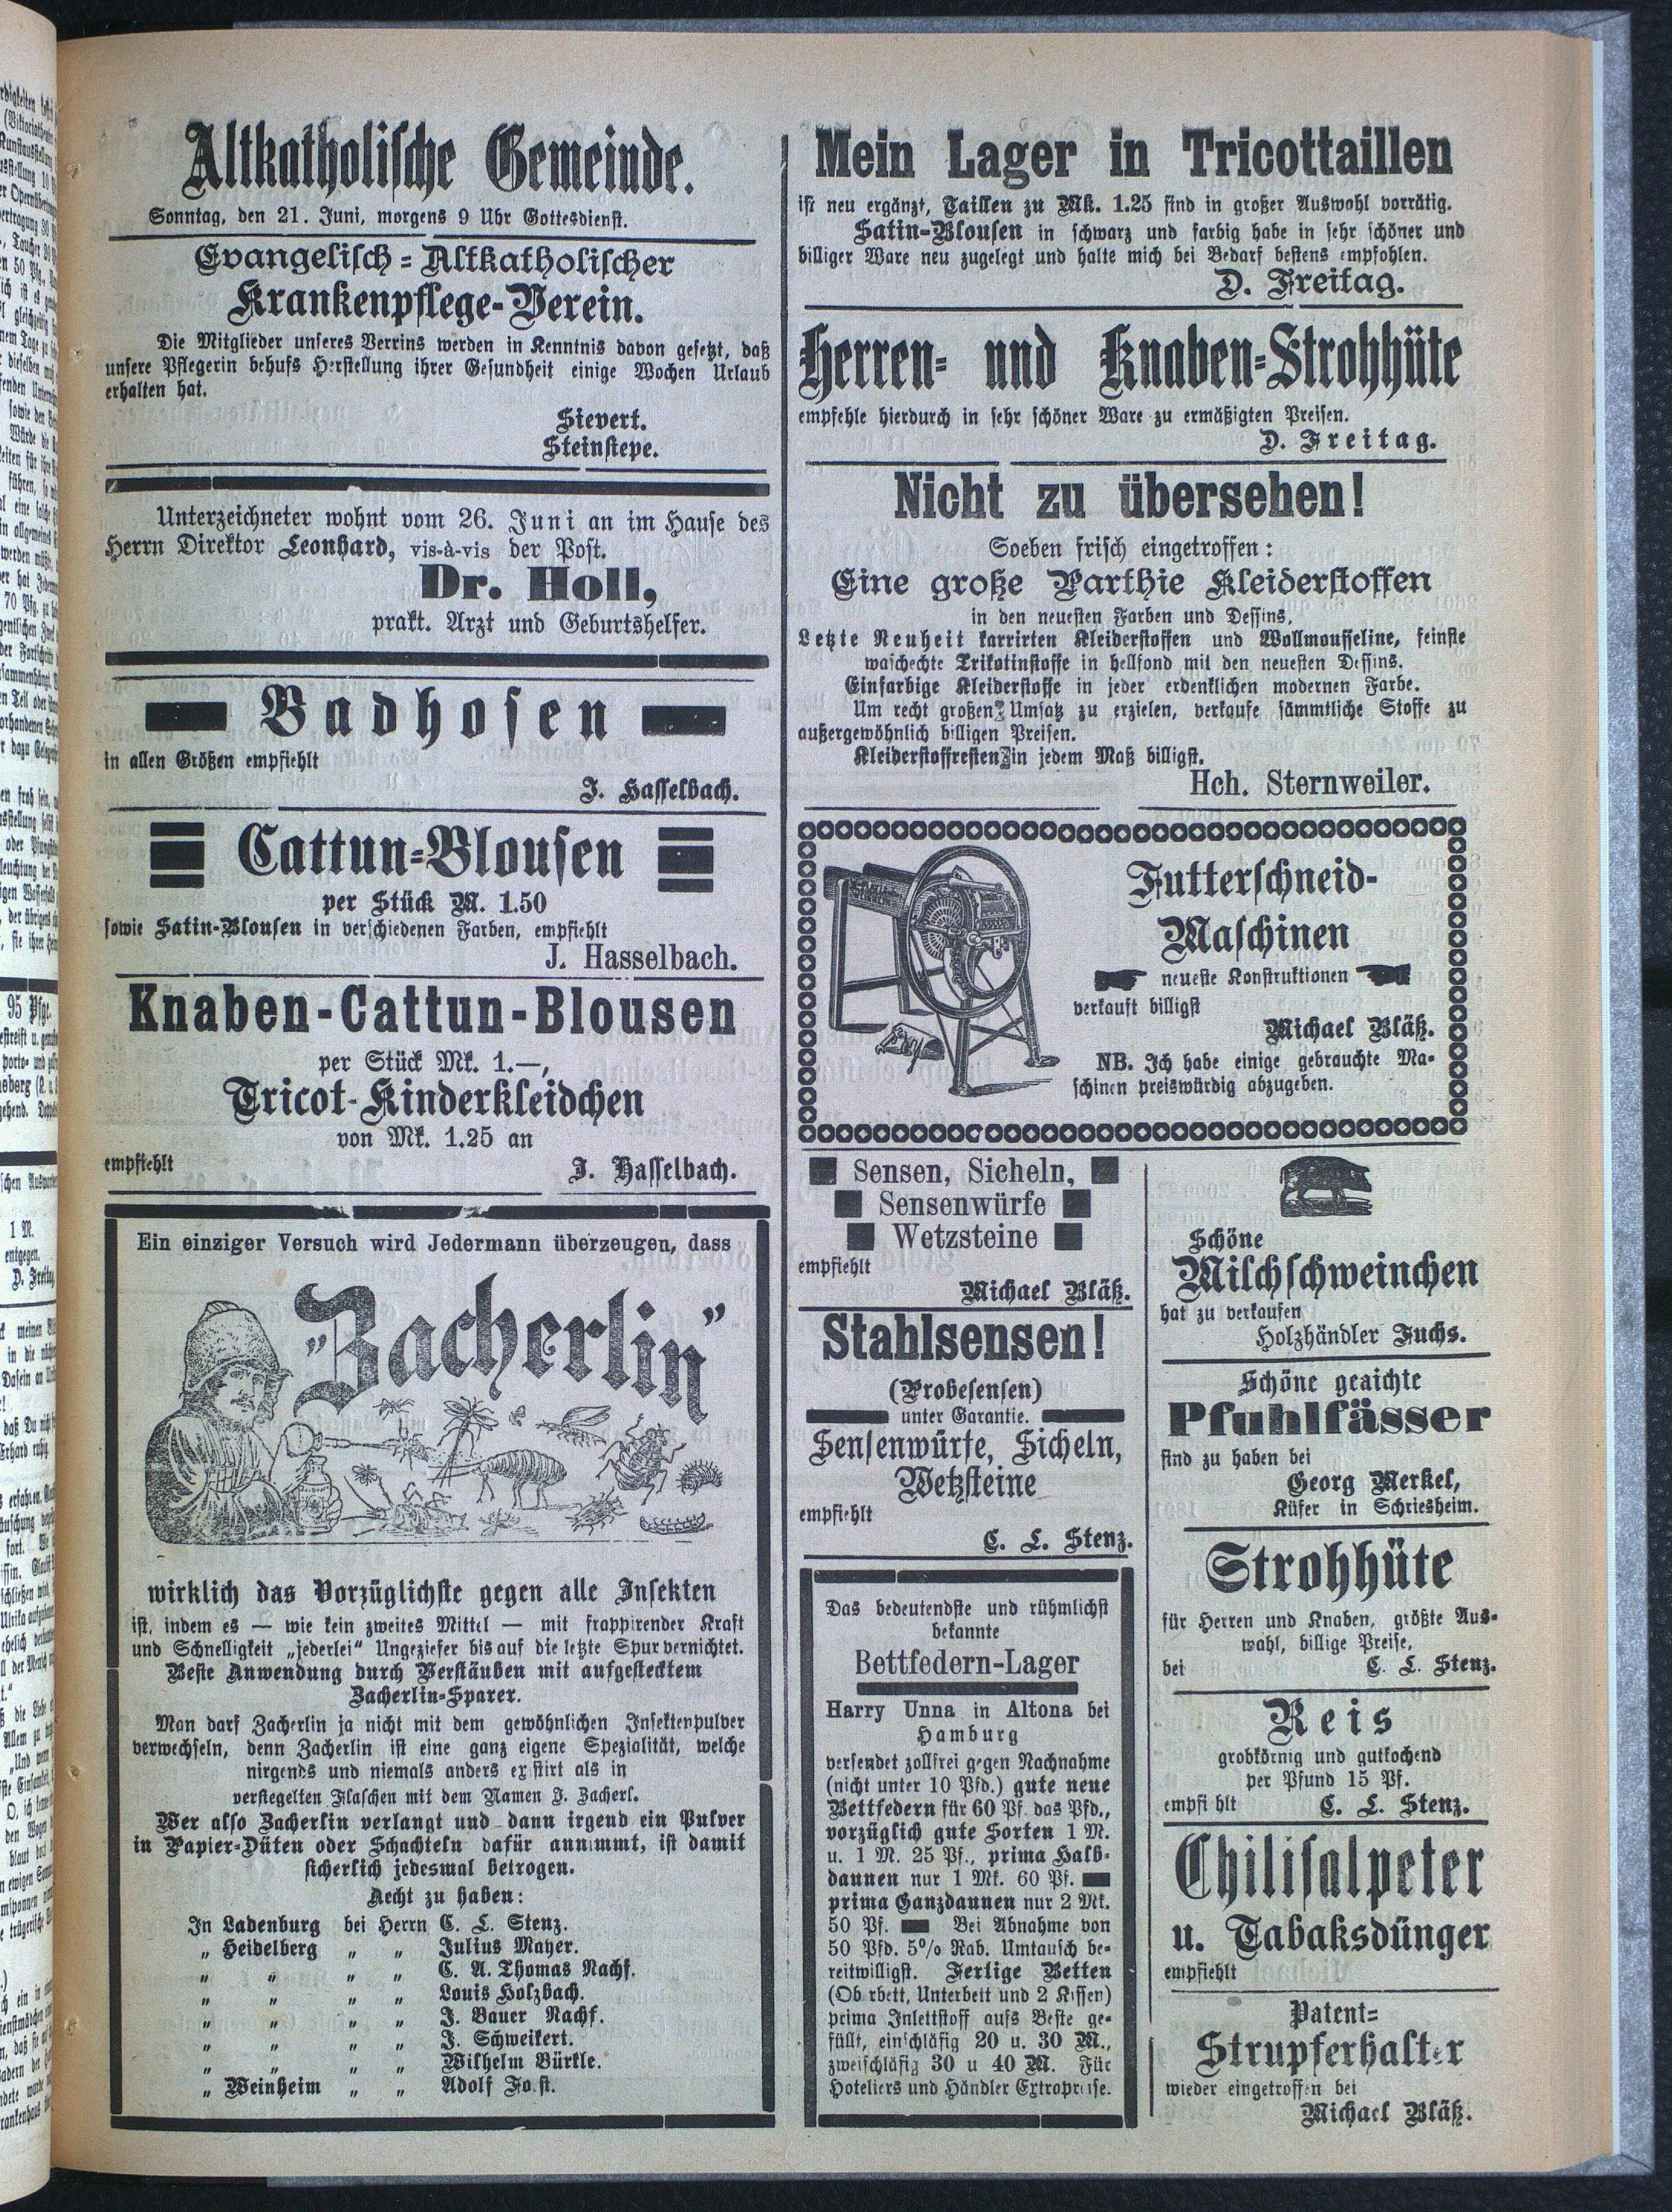 Altkatholische Gemeinde.
Sonntag, den 21. Juni, morgens 9 Uhr Gottesdienst.
Evangelisch-Altkatholischer
Krankenpflege-Verein.
Die Mitglieder unseres Verrins werden in Kenntnis davon gesetzt, daß
unsere Pflegerin behufs Herstellung ihrer Gesundheit einige Wochen Urlaub
erhalten hat.
Sievert.
Steinstepe.
Unterzeichneter wohnt vom 26. Juni an im Hause des
Herrn Direktor Leonhard, vis-à-vis der Post.
Dr. Holl,
prakt. Arzt und Geburtshelfer.
Badhosen
in allen Größen empfiehlt
J. Hasselbach.
Cattun-Blousen
per Stück M. 1.50
sowie Satin-Blousen in verschiedenen Farben, empfiehlt
J. Hasselbach.
Knaben-Cattun-Blousen
per Stück Mk. 1.—,
Tricot-Kinderkleidchen
von Mk. 1.25 an
empfiehlt
J. Hasselbach.
Ein einziger Versuch wird Jedermann überzeugen, dass
„Zacherlin”
wirklich das Vorzüglichste gegen alle Insekten
ist, indem es — wie kein zweites Mittel — mit frappirender Kraft
und Schnelligkeit „jederlei“ Ungeziefer bis auf die letzte Spur vernichtet.
Beste Anwendung durch Verstäuben mit aufgestecktem
Zacherlin-Sparer.
Man darf Zacherlin ja nicht mit dem gewöhnlichen Insektenpulver
verwechseln, denn Zacherlin ist eine ganz eigene Spezialität, welche
nirgends und niemals anders existirt als in
versiegelten Flaschen mit dem Namen J. Zacherl.
Wer also Zacherlin verlangt und dann irgend ein Pulver
in Papier-Düten oder Schachteln dafür annimmt, ist damit
sicherlich jedesmal betrogen.
Aecht zu haben:
In Ladenburg bei Herrn C. L. Stenz.
„ Heidelberg „ „ Julius Mayer.
„ „ „ „ C. A. Thomas Nachf.
„ „ „ „ Louis Holzbach.
„ „ „ „ J. Bauer Nachf.
„ „ „ „ J. Schweikert.
„ „ „ „ Wilhelm Bürkle.
„ Weinheim „ „ Adolf
Mein Lager in Tricottaillen
ist neu ergänzt, Taillen zu Mk. 1.25 sind in großer Auswohl vorrätig.
Satin-Blousen in schwarz und farbig habe in sehr schöner und
billiger Ware neu zugelegt und halte mich bei Bedarf bestens empfohlen.
D. Freitag.
Herren- und Knaben-Strohhüte
empfehle hierdurch in sehr schöner Ware zu ermäßigten Preisen.
D. Freitag.
Nicht zu übersehen!
Soeben frisch eingetroffen:
Eine große Parthie Kleiderstoffen
in den neuesten Farben und Dessins,
Letzte Neuheit karrirten Kleiderstoffen und Wollmousseline, feinste
waschechte Trikotinstoffe in hellfond mit den neuesten Dessins.
Einfarbige Kleiderstoffe in jeder erdenklichen modernen Farbe.
Um recht großen Umsatz zu erzielen, verkaufe sämmtliche Stoffe zu
außergewöhnlich billigen Preisen.
Kleiderstoffresten in jedem Maß billigst.
Hch. Sternweiler.
Futterschneid-
Maschinen
neueste Konstruktionen
verkauft billigst
Michael Bläß.
NB. Ich habe einige gebrauchte Ma-
schinen preiswürdig abzugeben.
Sensen, Sicheln,
Sensenwürfe
Wetzsteine
empfiehlt
Michael Bläß.
Stahlsensen!
(Probesensen)
unter Garantie.
Sensenwürfe, Sicheln,
Wetzsteine
empfiehlt
C. L. Stenz.
Das bedeutendste und rühmlichst
bekannte
Bettfedern-Lager
Harry Unna in Altona bei
Hamburg
versendet zollfrei gegen Nachnahme
(nicht unter 10 Pfd.) gute neue
Bettfedern für 60 Pf. das Pfd.,
vorzüglich gute Sorten 1 M.
u. 1 M. 25 Pf., prima Halb-
daunen nur 1 Mk. 60 Pf.
prima Ganzdaunen nur 2 Mk.
50 Pf. Bei Abnahme von
50 Pfd. 5% Rab. Umtausch be-
reitwilligst. Fertige Betten
(Oberbett, Unterbett und 2 Kissen)
prima Inlettstoff aufs Beste ge-
füllt, einschläfig 20 u. 30 M.,
zweischläfig 30 u 40 M. Für
Hoteliers und Händler Extrapreise.
Schöne
Milchschweinchen
hat zu verkaufen
Holzhändler Fuchs.
Schöne geaichte
Pfuhlfässer
sind zu haben bei
Georg Merkel,
Küfer in Schriesheim.
Strohhüte
für Herren und Knaben, größte Aus-
wahl, billige Preise,
bei C. L. Stenz.
Reis
grobkörnig und gutkochend
per Pfund 15 Pf.
empfiehlt C. L. Stenz.
Chilisalpeter
u. Tabaksdünger
empfiehlt
Patent-
Strupferhalter
wieder eingetroffen bei
Michael Bläß.